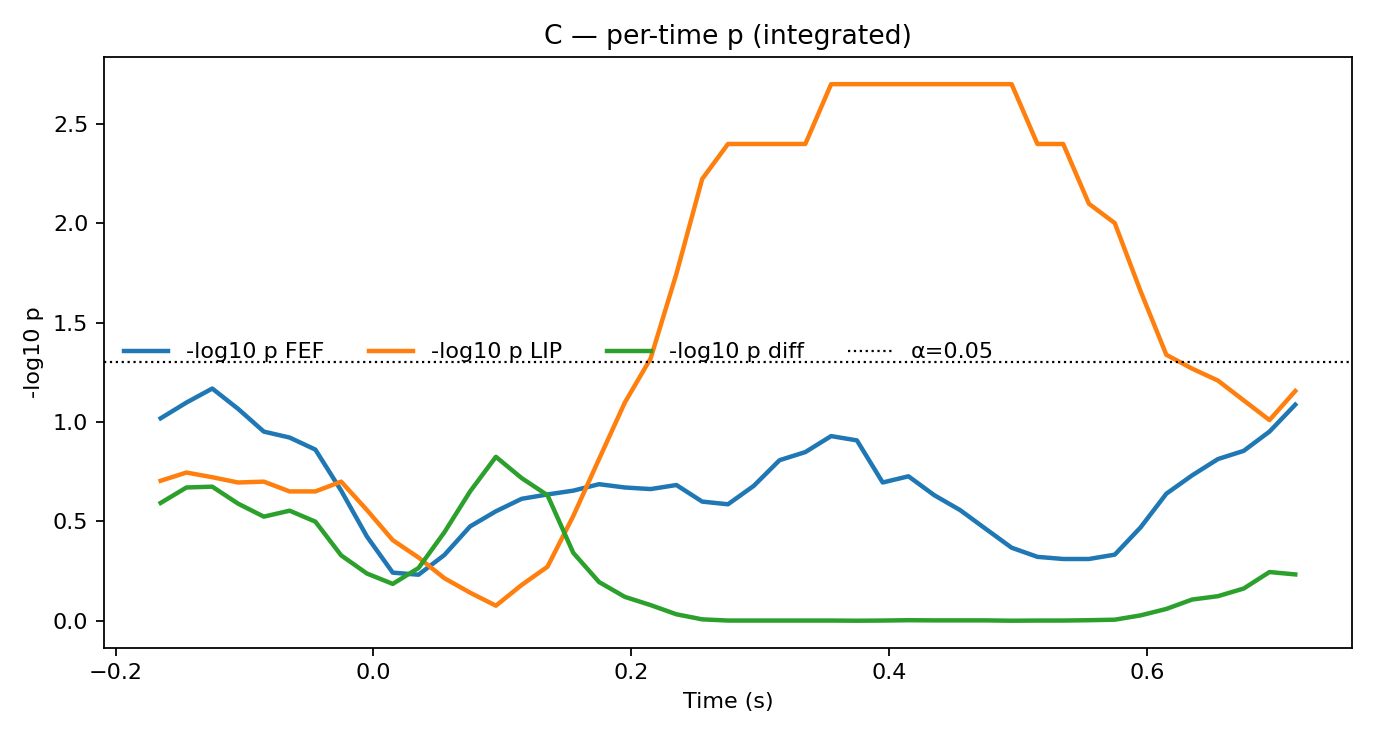 C — per-time p (integrated)
-log10 p
2.5
2.0
1.5
1.0
0.5
0.0
-log10 p FEF -log10 p LIP -log10 p diff α=0.05
−0.2 0.0 0.2 0.4 0.6
Time (s)